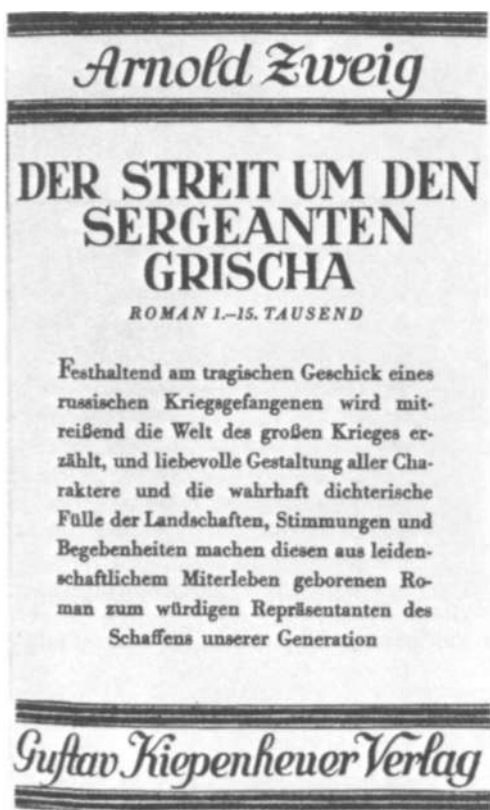 Arnold Zweig
DER STREIT UM DEN
SERGEANTEN
GRISCHA
ROMAN 1.–15. TAUSEND
Festhaltend am tragischen Geschick eines
russischen Kriegsgefangenen wird mit-
reißend die Welt des großen Krieges er-
zählt, und liebevolle Gestaltung aller Cha-
raktere und die wahrhaft dichterische
Fülle der Landschaften, Stimmungen und
Begebenheiten machen diesen aus leiden-
schaftlichem Miterleben geborenen Ro-
man zum würdigen Repräsentanten des
Schaffens unserer Generation
Gustav Kiepenheuer Verlag